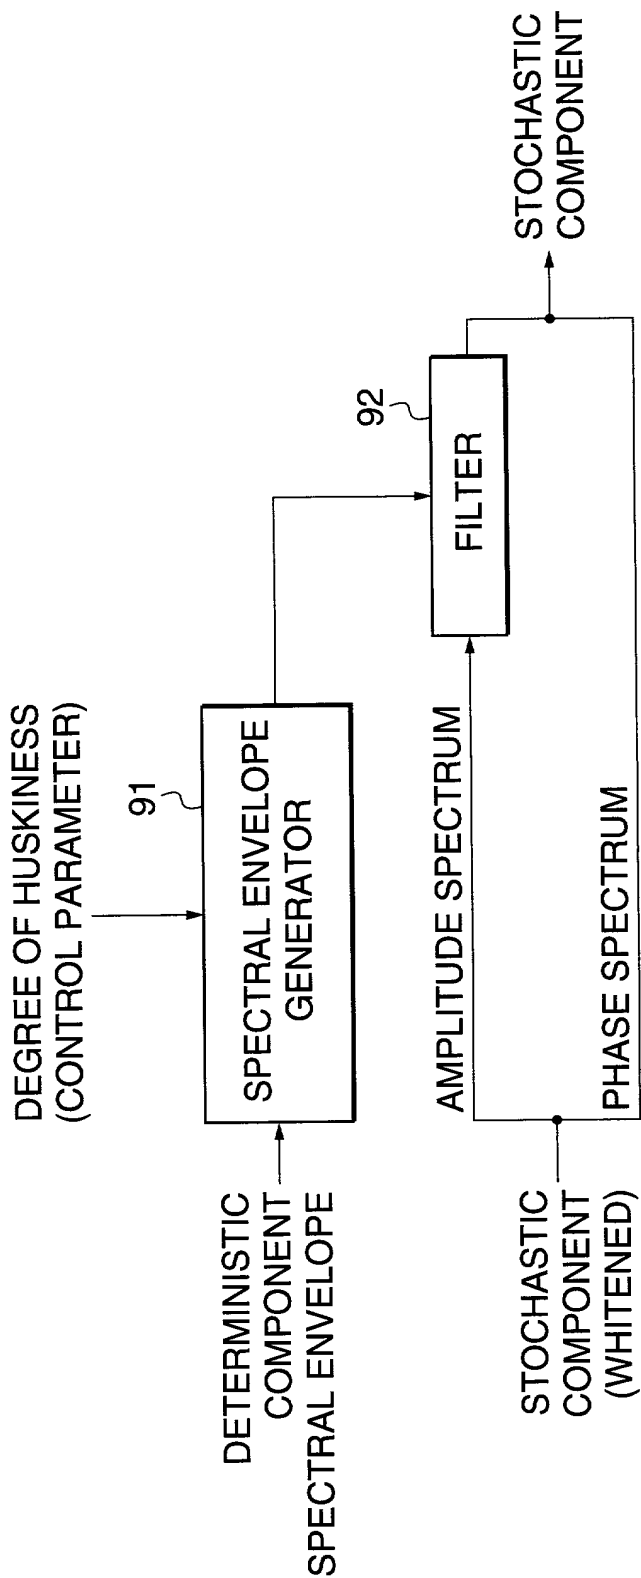 DEGREE OF HUSKINESS
(CONTROL PARAMETER)
91
DETERMINISTIC
COMPONENT
SPECTRAL ENVELOPE
SPECTRAL ENVELOPE
GENERATOR
92
FILTER
AMPLITUDE SPECTRUM
STOCHASTIC
COMPONENT
(WHITENED)
PHASE SPECTRUM
STOCHASTIC
COMPONENT